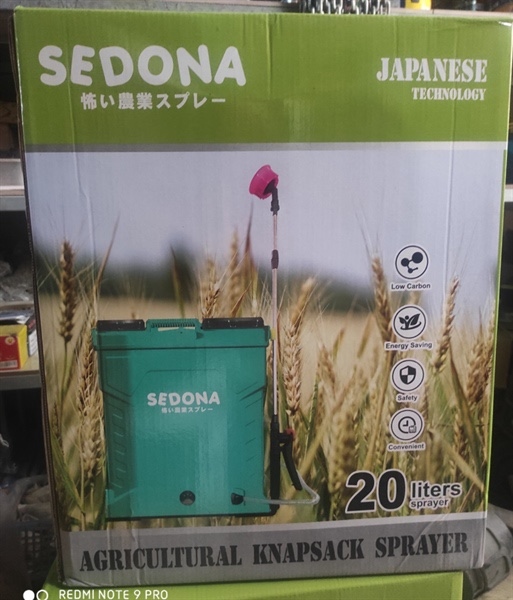 SEDONA
怖い農業スプレー
JAPANESE
TECHNOLOGY
Low Carbon
Energy Saving
Safety
Convenient
SEDONA
怖い農業スプレー
20 liters
sprayer
AGRICULTURAL KNAPSACK SPRAYER
REDMI NOTE 9 PRO